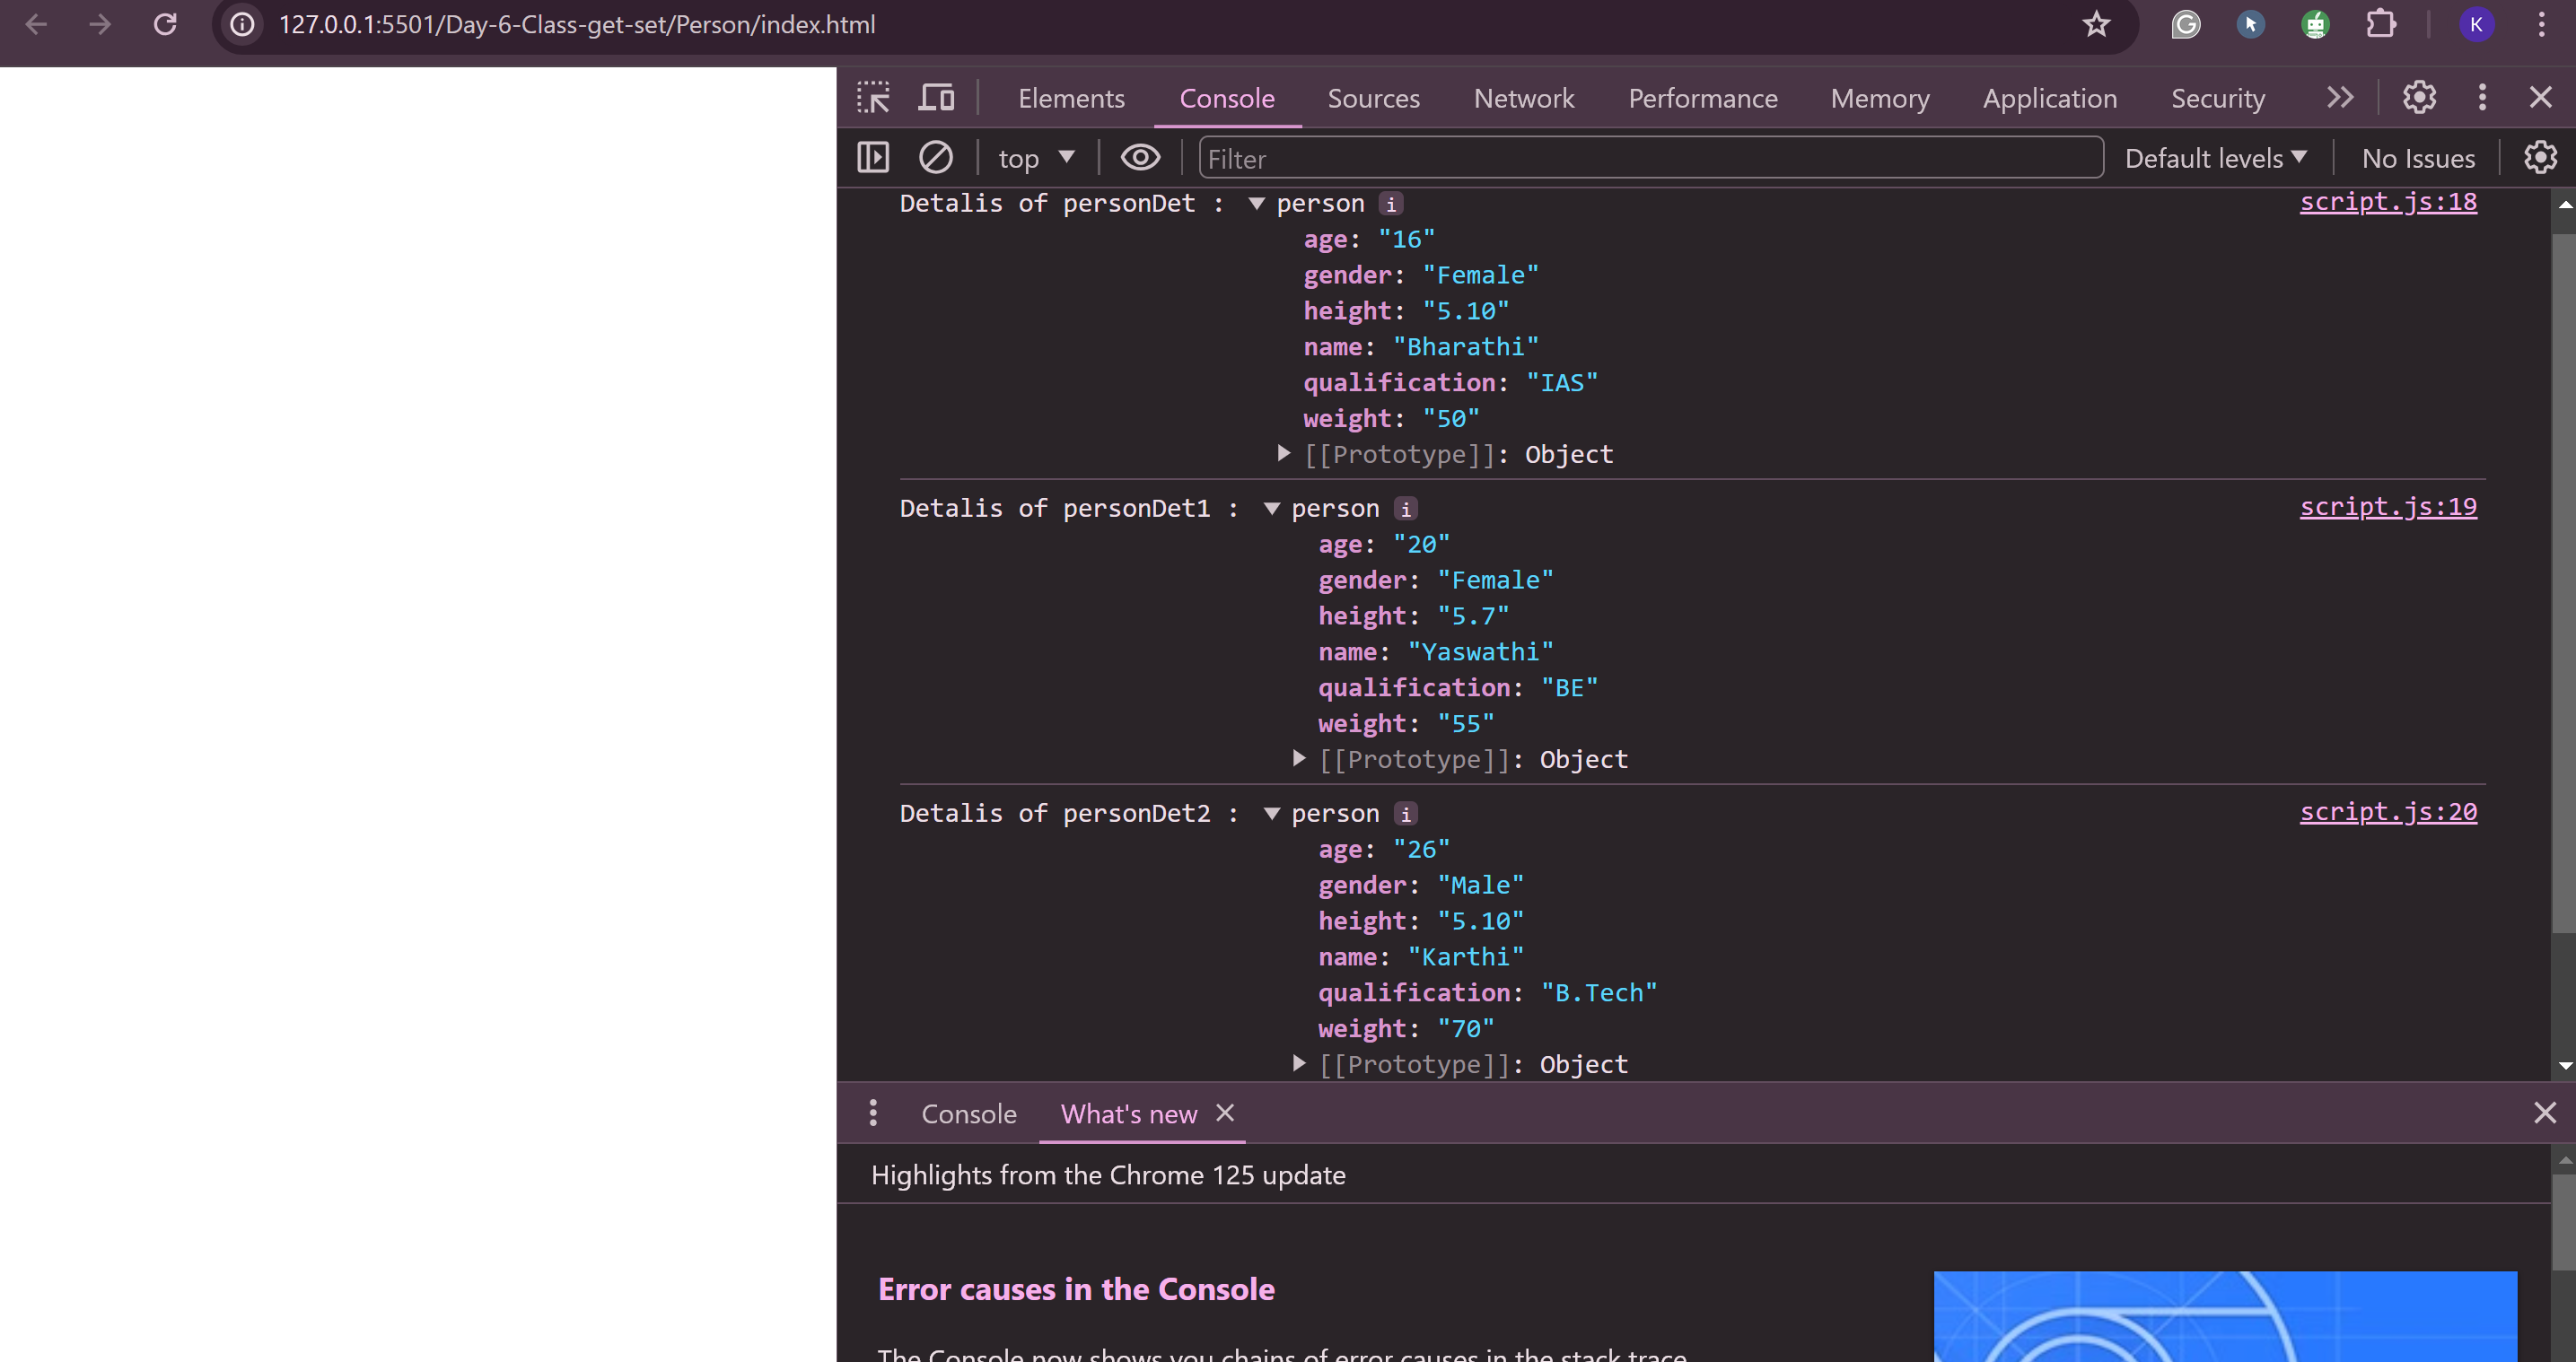 127.0.0.1:5501/Day-6-Class-get-set/Person/index.html
K
Elements Console Sources Network Performance Memory Application Security
top Filter Default levels No Issues
Detalis of personDet : person i script.js:18
age: "16"
gender: "Female"
height: "5.10"
name: "Bharathi"
qualification: "IAS"
weight: "50"
[[Prototype]]: Object
Detalis of personDet1 : person i script.js:19
age: "20"
gender: "Female"
height: "5.7"
name: "Yaswathi"
qualification: "BE"
weight: "55"
[[Prototype]]: Object
Detalis of personDet2 : person i script.js:20
age: "26"
gender: "Male"
height: "5.10"
name: "Karthi"
qualification: "B.Tech"
weight: "70"
[[Prototype]]: Object
Console What's new
Highlights from the Chrome 125 update
Error causes in the Console
The Console now shows you chains of error causes in the stack trace